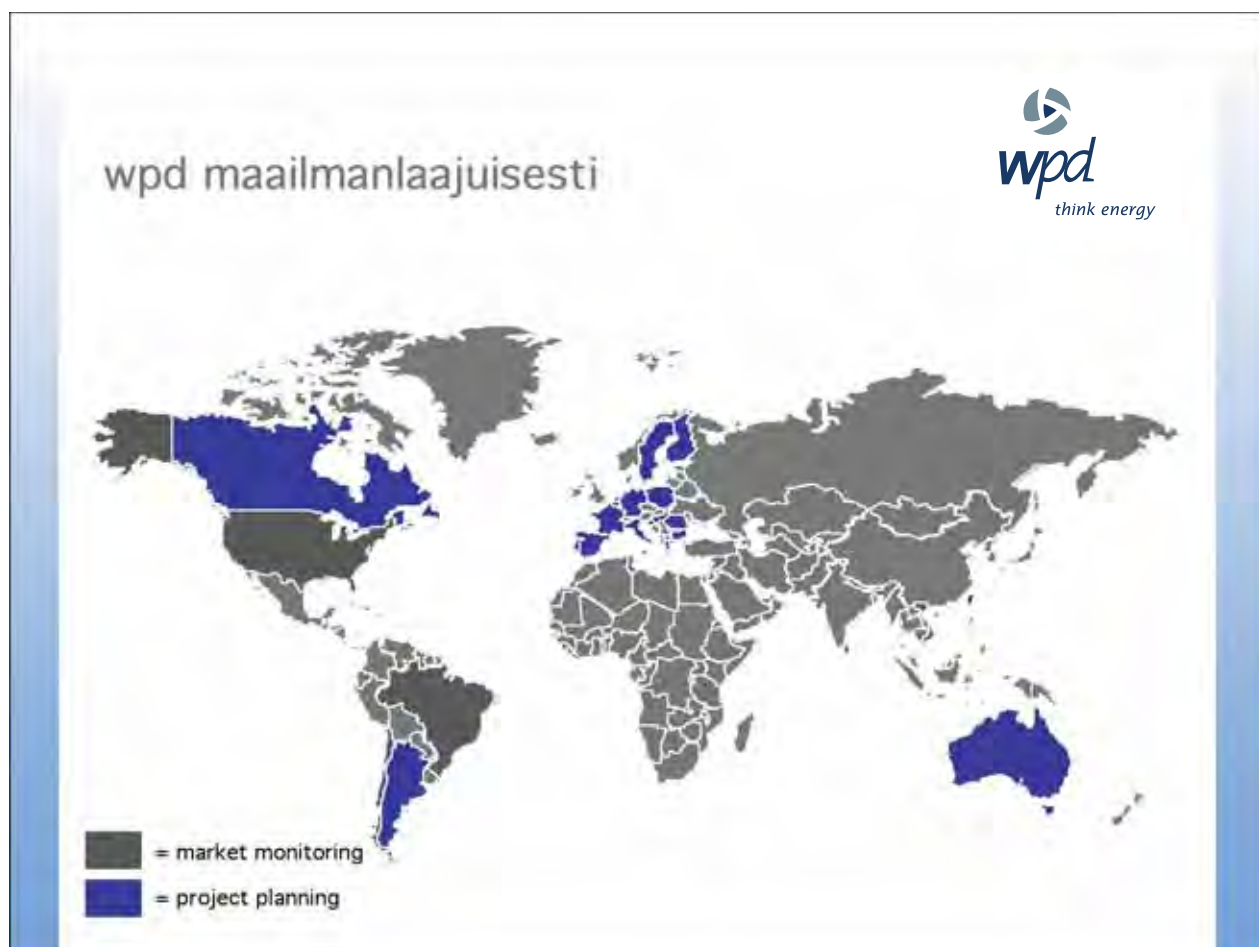 wpd maailmanlaajuisesti
wpd
think energy
= market monitoring
= project planning